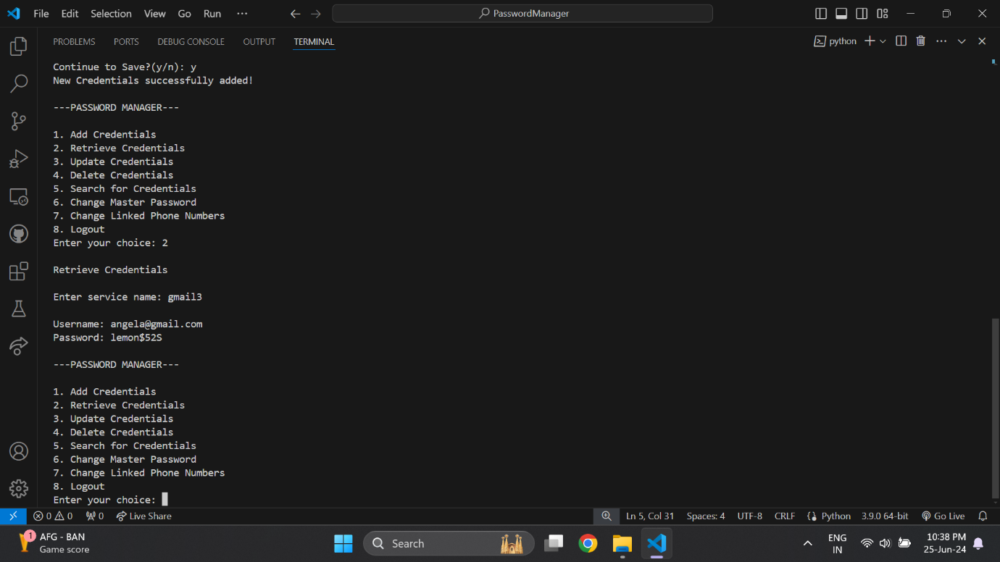 File Edit Selection View Go Run ··· PasswordManager
PROBLEMS PORTS DEBUG CONSOLE OUTPUT TERMINAL python
Continue to Save?(y/n): y
New Credentials successfully added!
---PASSWORD MANAGER---
1. Add Credentials
2. Retrieve Credentials
3. Update Credentials
4. Delete Credentials
5. Search for Credentials
6. Change Master Password
7. Change Linked Phone Numbers
8. Logout
Enter your choice: 2
Retrieve Credentials
Enter service name: gmail3
Username: angela@gmail.com
Password: lemon$52S
---PASSWORD MANAGER---
1. Add Credentials
2. Retrieve Credentials
3. Update Credentials
4. Delete Credentials
5. Search for Credentials
6. Change Master Password
7. Change Linked Phone Numbers
8. Logout
Enter your choice:
0 0 0 Live Share Ln 5, Col 31 Spaces: 4 UTF-8 CRLF Python 3.9.0 64-bit Go Live
1 AFG - BAN
Game score
Search
ENG
IN
10:38 PM
25-Jun-24